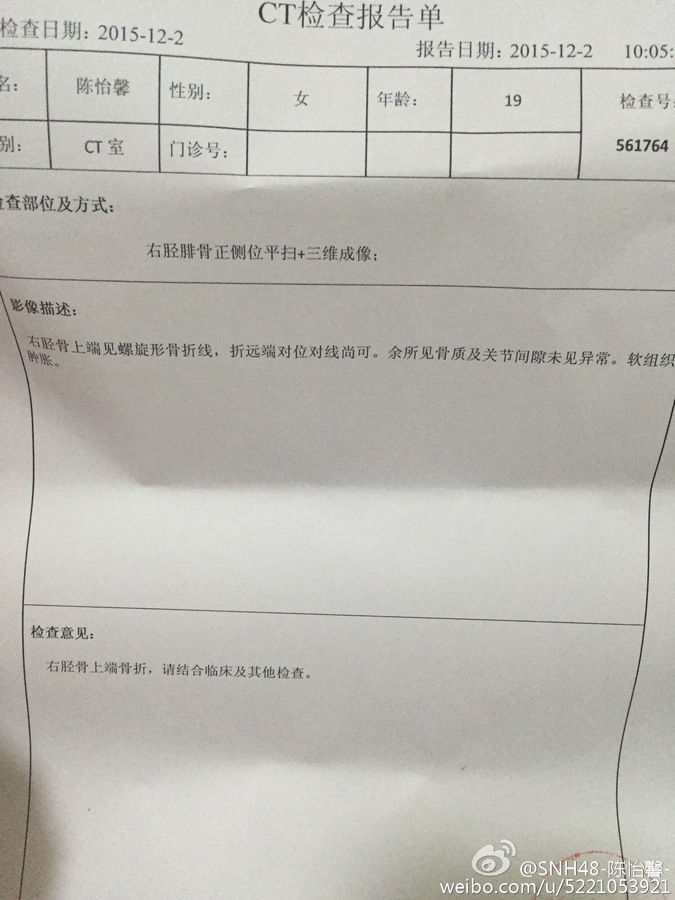 CT检查报告单
检查日期: 2015-12-2
报告日期: 2015-12-2 10:05:
名: 陈怡馨 性别: 女 年龄: 19 检查号:
别: CT 室 门诊号: 561764
检查部位及方式:
右胫腓骨正侧位平扫+三维成像;
影像描述:
右胫骨上端见螺旋形骨折线，折远端对位对线尚可。余所见骨质及关节间隙未见异常。软组织
肿胀。
检查意见:
右胫骨上端骨折，请结合临床及其他检查。
@SNH48-陈怡馨-
weibo.com/u/5221053921